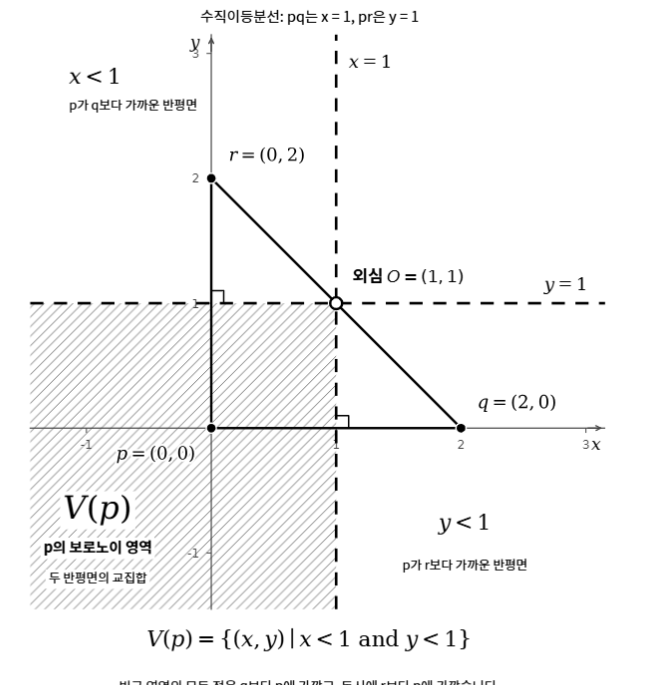 수직이등분선: pq는 x = 1, pr은 y = 1
y
3
x < 1
x = 1
p가 q보다 가까운 반평면
r = (0, 2)
2
외심 O = (1, 1)
y = 1
1
q = (2, 0)
-1
1
2
3
x
p = (0, 0)
V(p)
y < 1
p의 보로노이 영역
-1
p가 r보다 가까운 반평면
두 반평면의 교집합
V(p) = {(x, y) | x < 1 and y < 1}